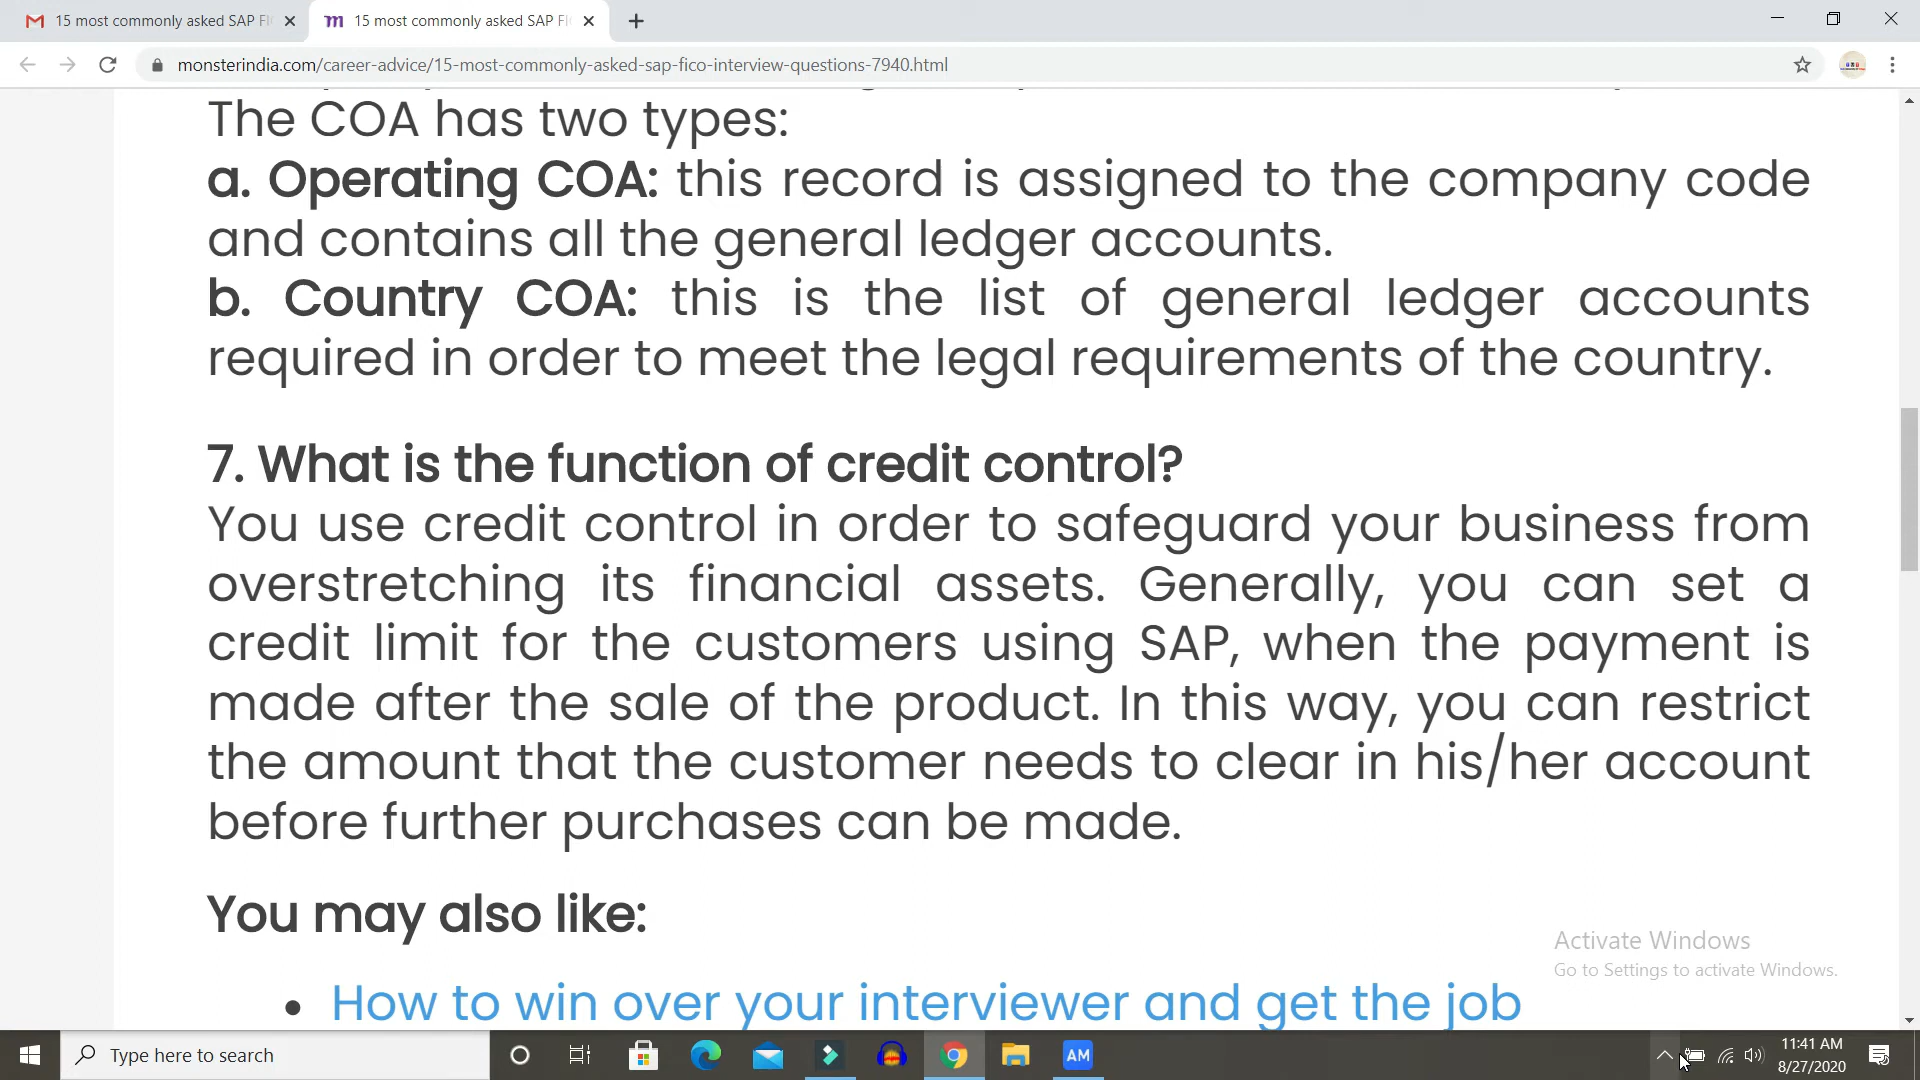 15 most commonly asked SAP FI
15 most commonly asked SAP FI
monsterindia.com/career-advice/15-most-commonly-asked-sap-fico-interview-questions-7940.html
The COA has two types:
a. Operating COA: this record is assigned to the company code
and contains all the general ledger accounts.
b. Country COA: this is the list of general ledger accounts
required in order to meet the legal requirements of the country.
7. What is the function of credit control?
You use credit control in order to safeguard your business from
overstretching its financial assets. Generally, you can set a
credit limit for the customers using SAP, when the payment is
made after the sale of the product. In this way, you can restrict
the amount that the customer needs to clear in his/her account
before further purchases can be made.
You may also like:
Activate Windows
Go to Settings to activate Windows.
• How to win over your interviewer and get the job
Type here to search
AM
11:41 AM
8/27/2020